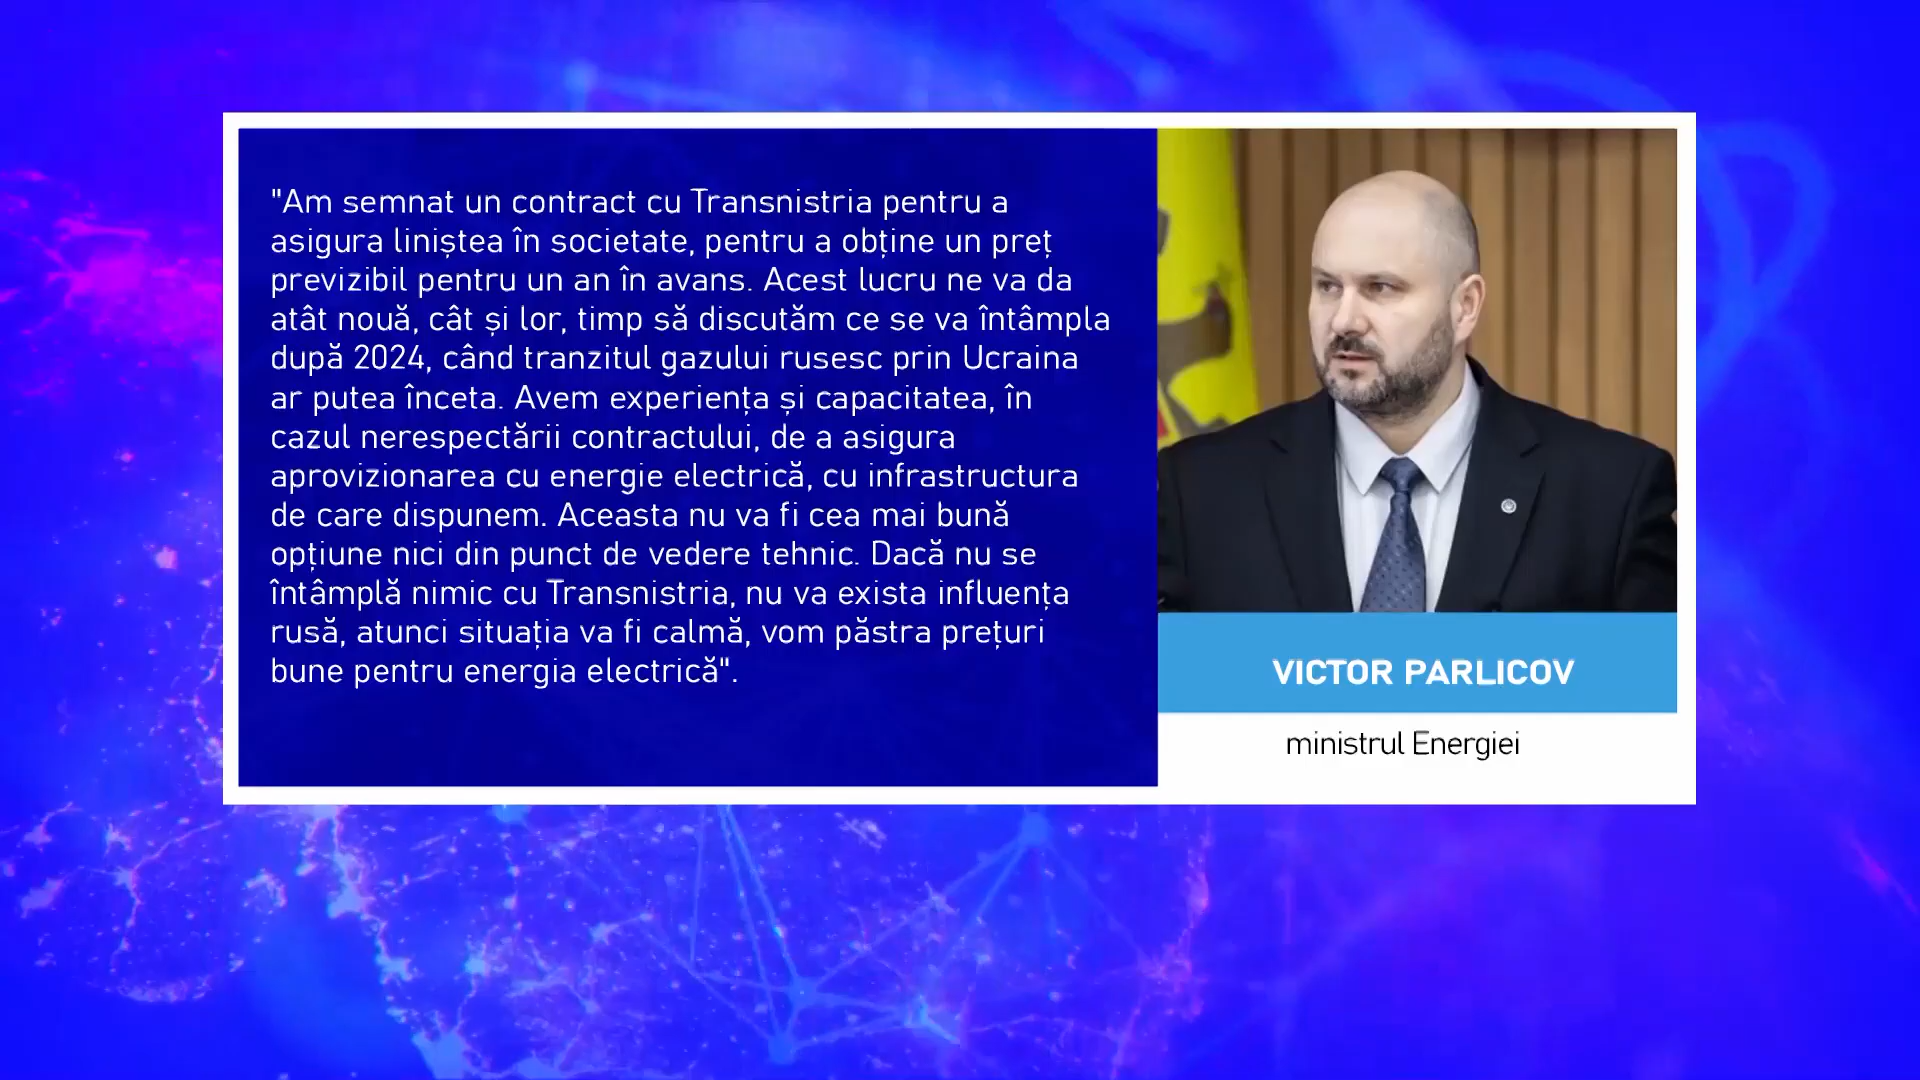 "Am semnat un contract cu Transnistria pentru a
asigura liniștea în societate, pentru a obține un preț
previzibil pentru un an în avans. Acest lucru ne va da
atât nouă, cât și lor, timp să discutăm ce se va întâmpla
după 2024, când tranzitul gazului rusesc prin Ucraina
ar putea înceta. Avem experiența și capacitatea, în
cazul nerespectării contractului, de a asigura
aprovizionarea cu energie electrică, cu infrastructura
de care dispunem. Aceasta nu va fi cea mai bună
opțiune nici din punct de vedere tehnic. Dacă nu se
întâmplă nimic cu Transnistria, nu va exista influența
rusă, atunci situația va fi calmă, vom păstra prețuri
bune pentru energia electrică".
VICTOR PARLICOV
ministrul Energiei